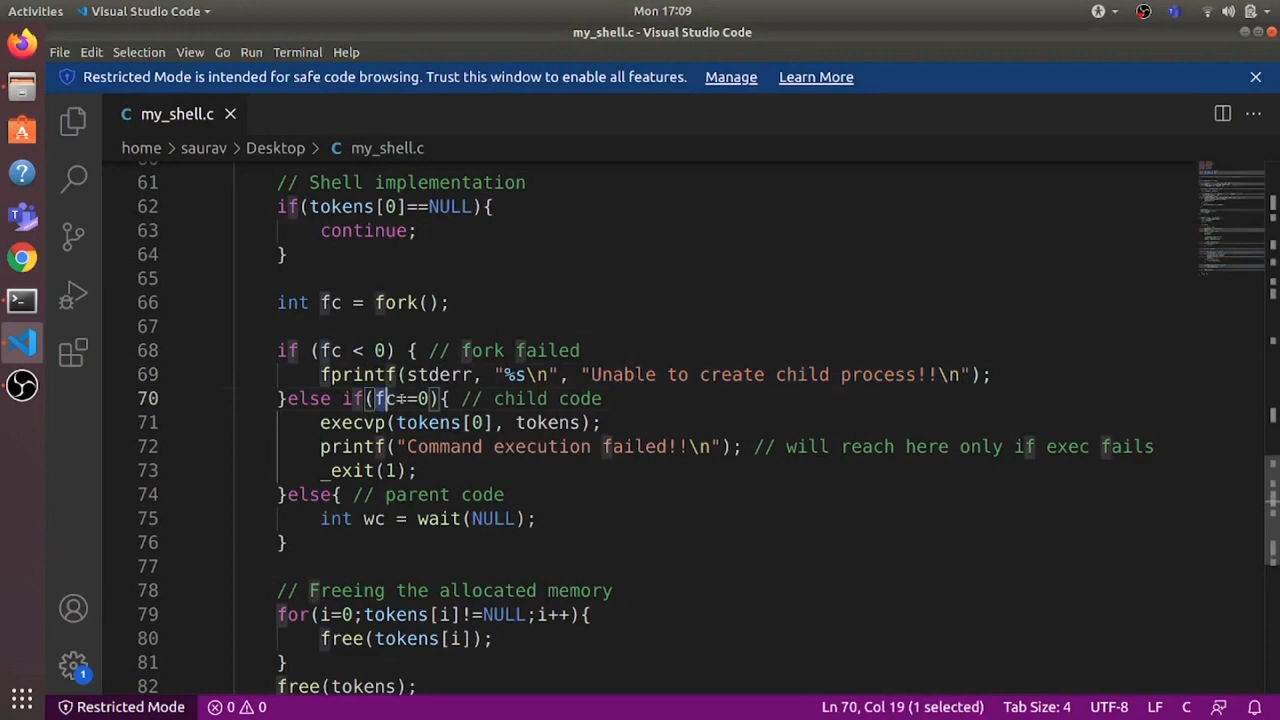 Activities Visual Studio Code Mon 17:09
my_shell.c - Visual Studio Code
File Edit Selection View Go Run Terminal Help
Restricted Mode is intended for safe code browsing. Trust this window to enable all features. Manage Learn More
C my_shell.c
home > saurav > Desktop > C my_shell.c
61 // Shell implementation
62 if(tokens[0]==NULL){
63 continue;
64 }
65
66 int fc = fork();
67
68 if (fc < 0) { // fork failed
69 fprintf(stderr, "%s\n", "Unable to create child process!!\n");
70 }else if(fc==0){ // child code
71 execvp(tokens[0], tokens);
72 printf("Command execution failed!!\n"); // will reach here only if exec fails
73 _exit(1);
74 }else{ // parent code
75 int wc = wait(NULL);
76 }
77
78 // Freeing the allocated memory
79 for(i=0;tokens[i]!=NULL;i++){
80 free(tokens[i]);
81 }
82 free(tokens);
1
Restricted Mode 0 0 Ln 70, Col 19 (1 selected) Tab Size: 4 UTF-8 LF C